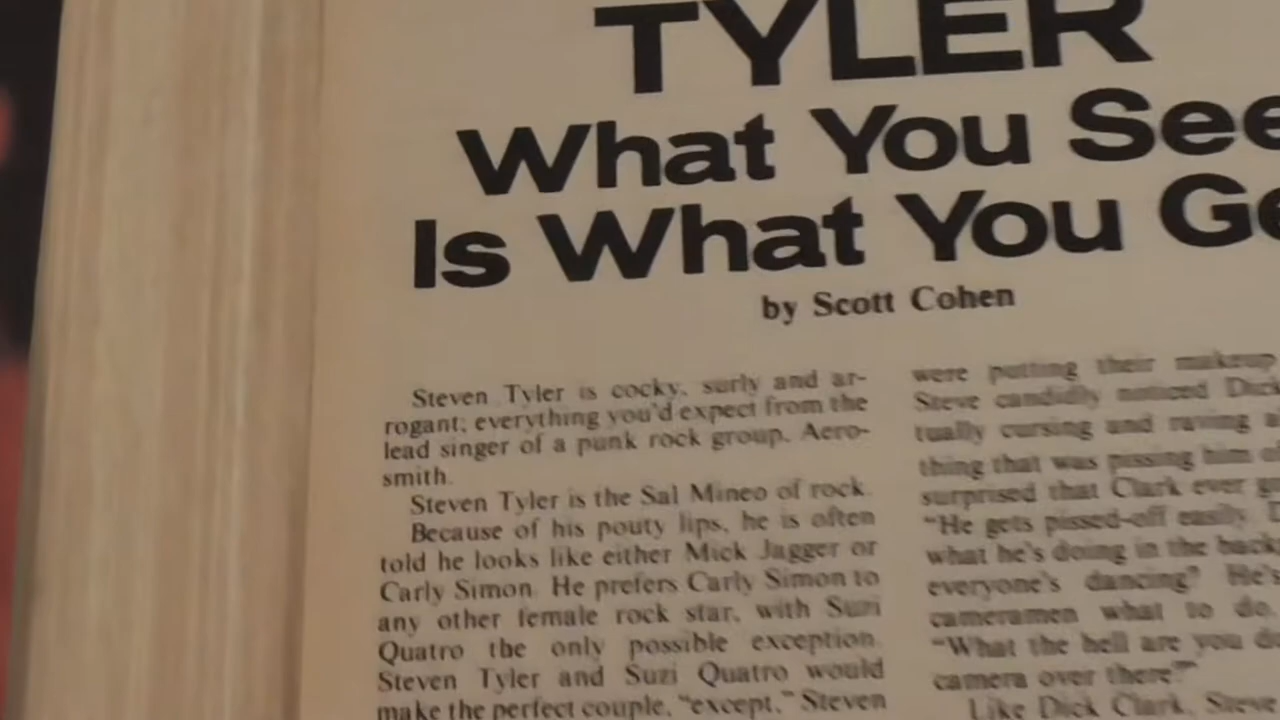 TYLER
What You See
Is What You Ge
by Scott Cohen
Steven Tyler is cocky, surly and ar-
rogant; everything you'd expect from the
lead singer of a punk rock group, Aero-
smith.
Steven Tyler is the Sal Mineo of rock.
Because of his pouty lips, he is often
told he looks like either Mick Jagger or
Carly Simon. He prefers Carly Simon to
any other female rock star, with Suzi
Quatro the only possible exception.
Steven Tyler and Suzi Quatro would
make the perfect couple, "except," Steven
were putting their makeup
Steve candidly noticed Dick
tually cursing and raving a
thing that was pissing him of
surprised that Clark ever g
"He gets pissed-off easily. D
what he's doing in the back
everyone's dancing? He's
cameramen what to do.
"What the hell are you do
camera over there?"
Like Dick Clark, Steve